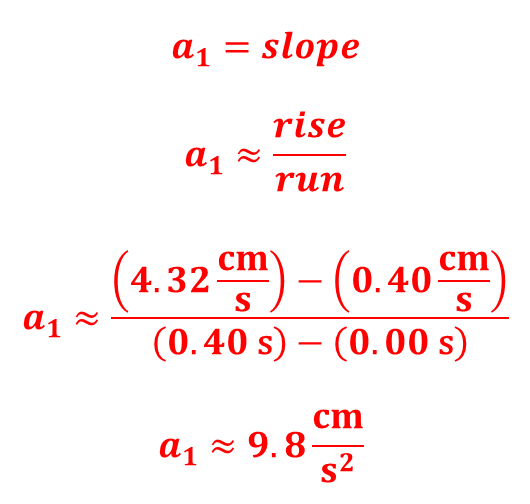 a₁ = slope
a₁ ≈ rise/run
a₁ ≈ ((4.32 cm/s) − (0.40 cm/s))/((0.40 s) − (0.00 s))
a₁ ≈ 9.8 cm/s²